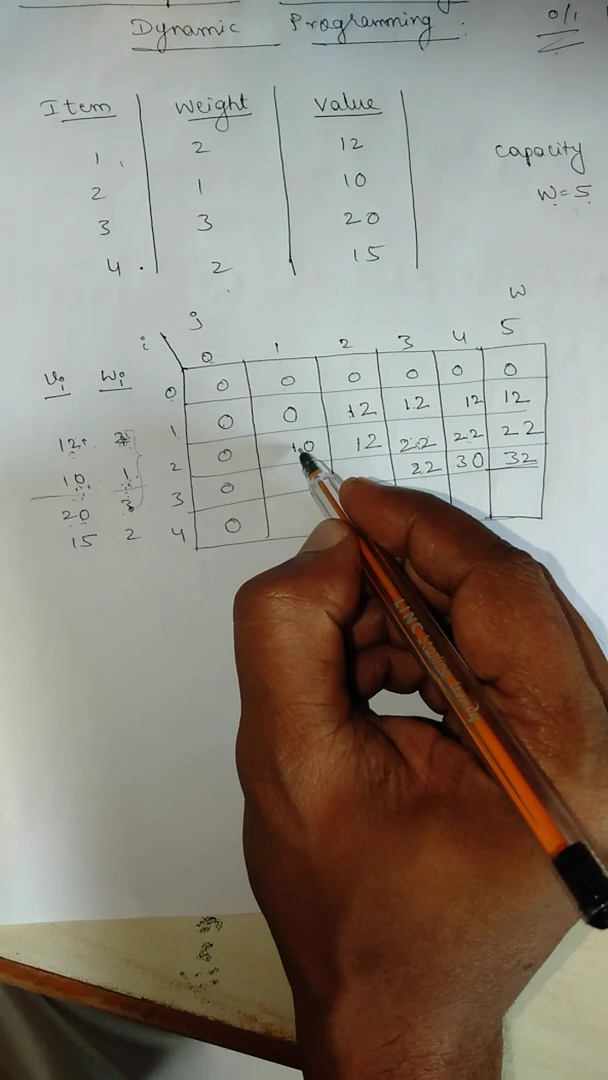 Dynamic Programming: 0/1
Item Weight Value
1 2 12
2 1 10
3 3 20
4 2 15
capacity
W=5
W
j
i
0 1 2 3 4 5
vi wi
0 0 0 0 0 0 0
12 2 1 0 0 12 12 12 12
10 1 2 0 10 12 22 22 22
20 3 3 0 22 30 32
15 2 4 0
LINC